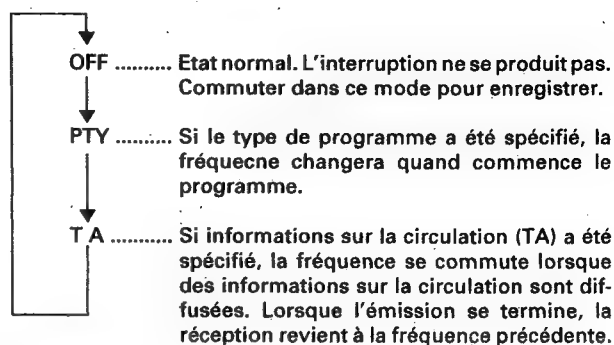 OFF .......... Etat normal. L'interruption ne se produit pas.
Commuter dans ce mode pour enregistrer.
PTY .......... Si le type de programme a été spécifié, la
fréquecne changera quand commence le
programme.
T A ........... Si informations sur la circulation (TA) a été
spécifié, la fréquence se commute lorsque
des informations sur la circulation sont dif-
fusées. Lorsque l'émission se termine, la
réception revient à la fréquence précédente.